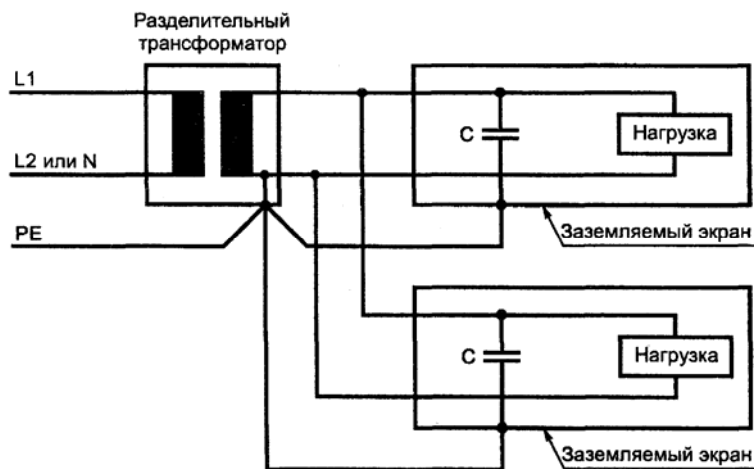 Разделительный
трансформатор
L1
L2 или N
PE
C
Нагрузка
Заземляемый экран
C
Нагрузка
Заземляемый экран